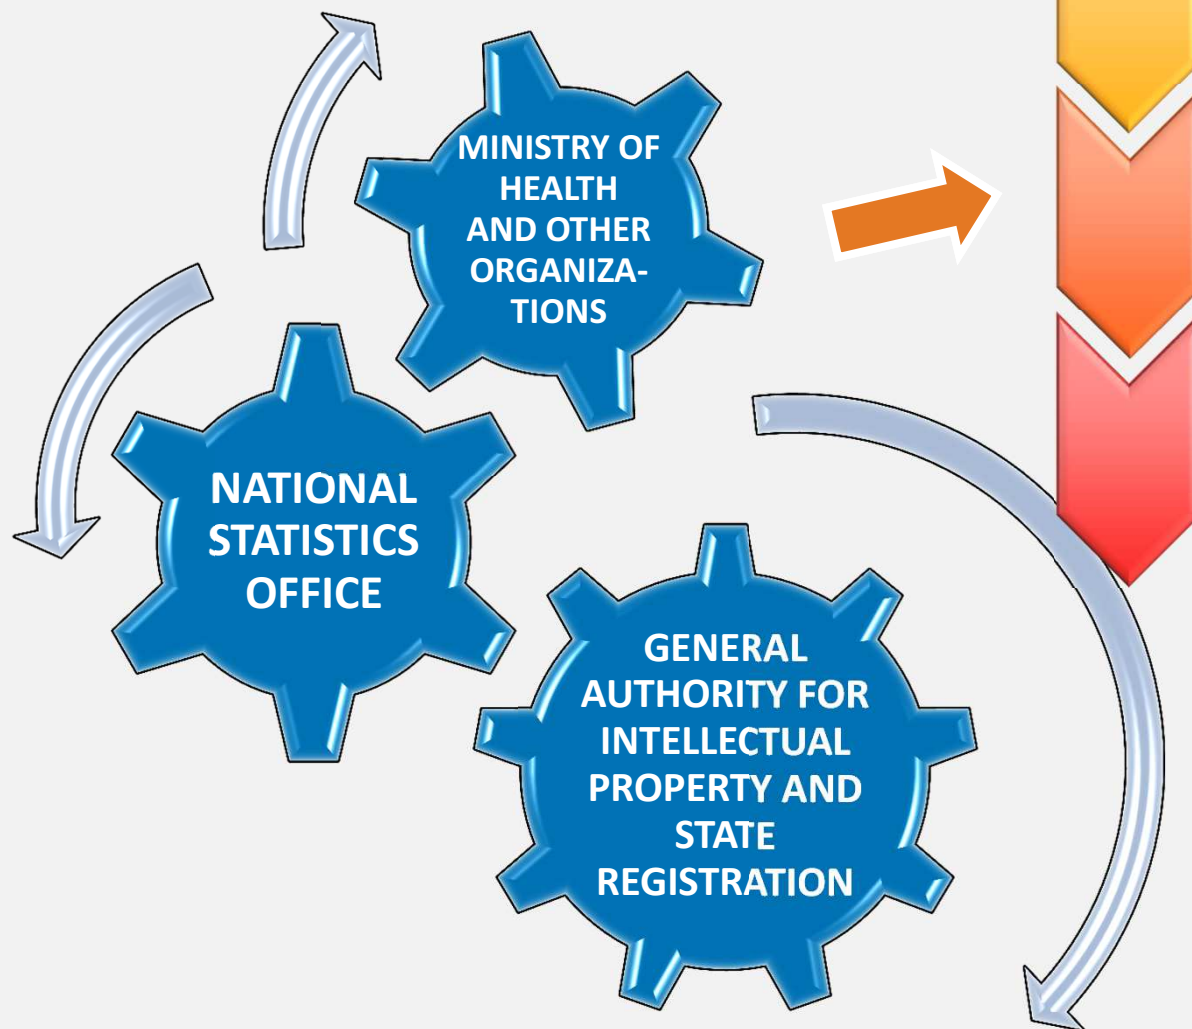 MINISTRY OF
HEALTH
AND OTHER
ORGANIZA-
TIONS
NATIONAL
STATISTICS
OFFICE
GENERAL
AUTHORITY FOR
INTELLECTUAL
PROPERTY AND
STATE
REGISTRATION